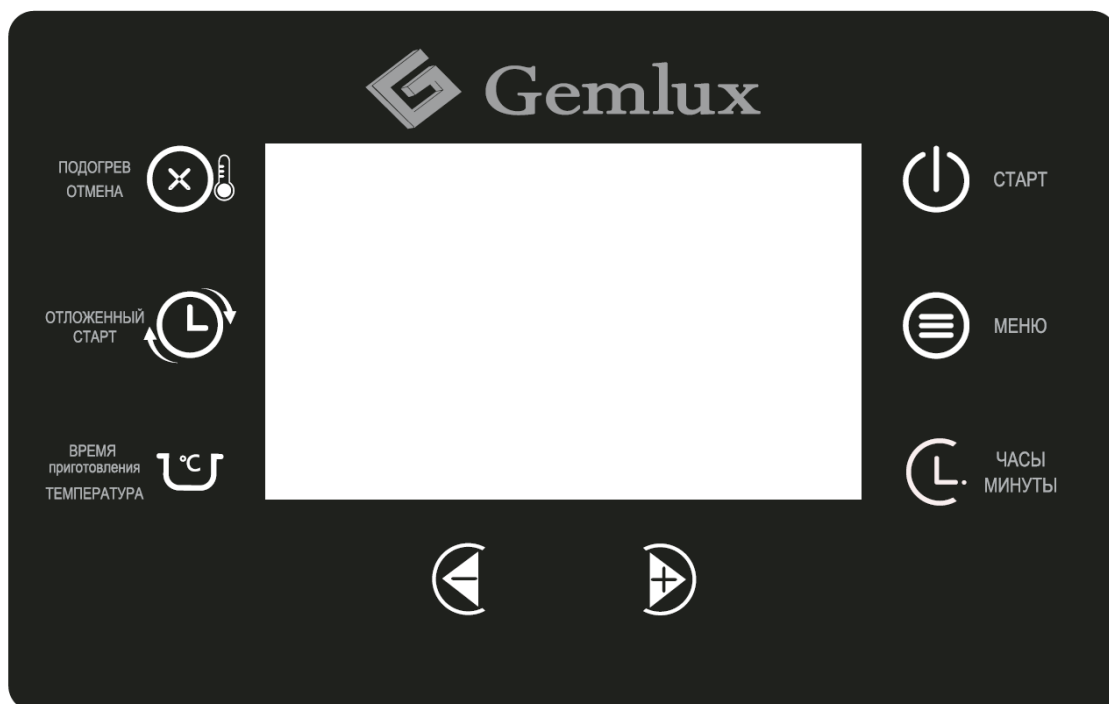 Gemlux
ПОДОГРЕВ
ОТМЕНА
СТАРТ
ОТЛОЖЕННЫЙ
СТАРТ
МЕНЮ
ВРЕМЯ
приготовления
ТЕМПЕРАТУРА
°C
ЧАСЫ
МИНУТЫ
−
+